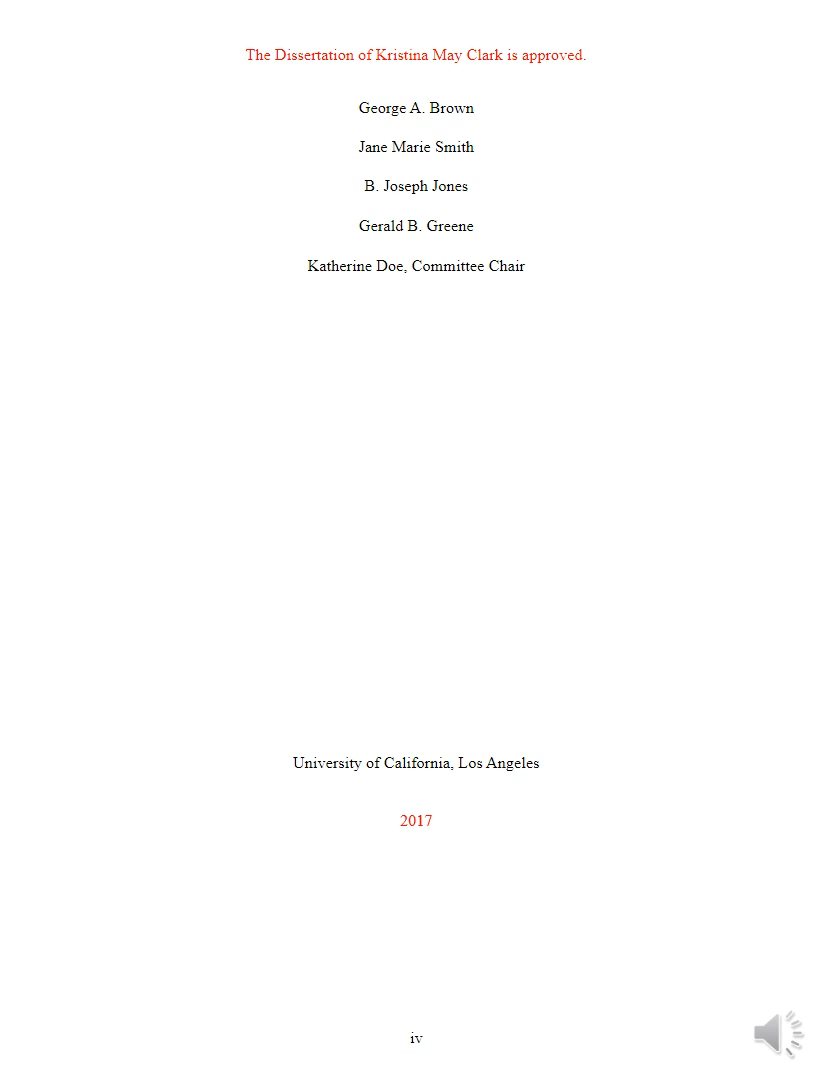 The Dissertation of Kristina May Clark is approved.
George A. Brown
Jane Marie Smith
B. Joseph Jones
Gerald B. Greene
Katherine Doe, Committee Chair
University of California, Los Angeles
2017
iv